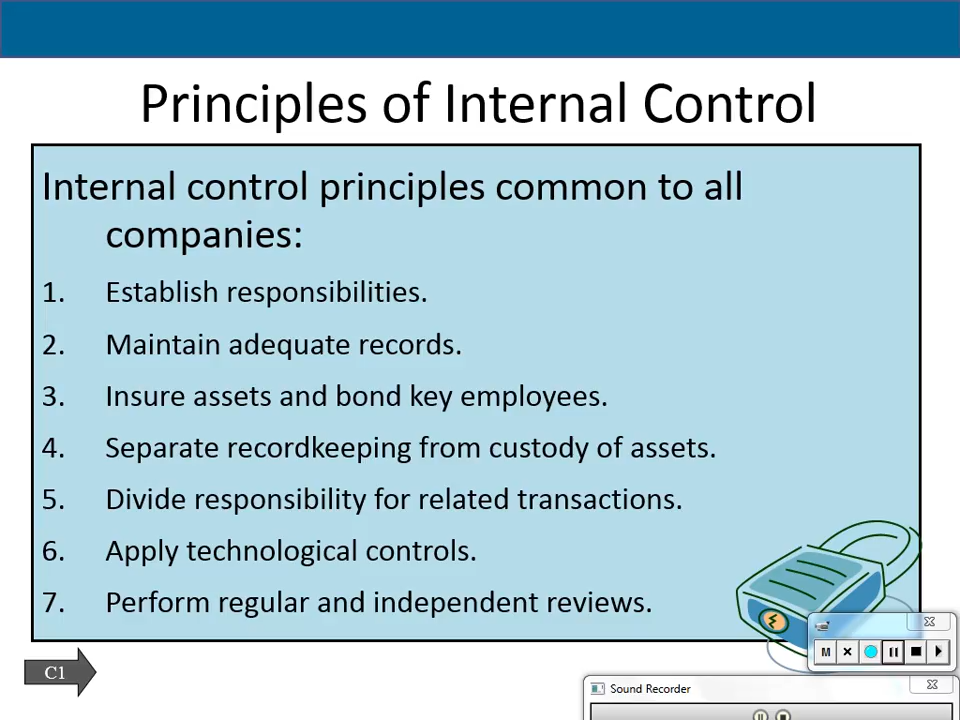 Principles of Internal Control
Internal control principles common to all
companies:
1. Establish responsibilities.
2. Maintain adequate records.
3. Insure assets and bond key employees.
4. Separate recordkeeping from custody of assets.
5. Divide responsibility for related transactions.
6. Apply technological controls.
7. Perform regular and independent reviews.
M
C1
Sound Recorder